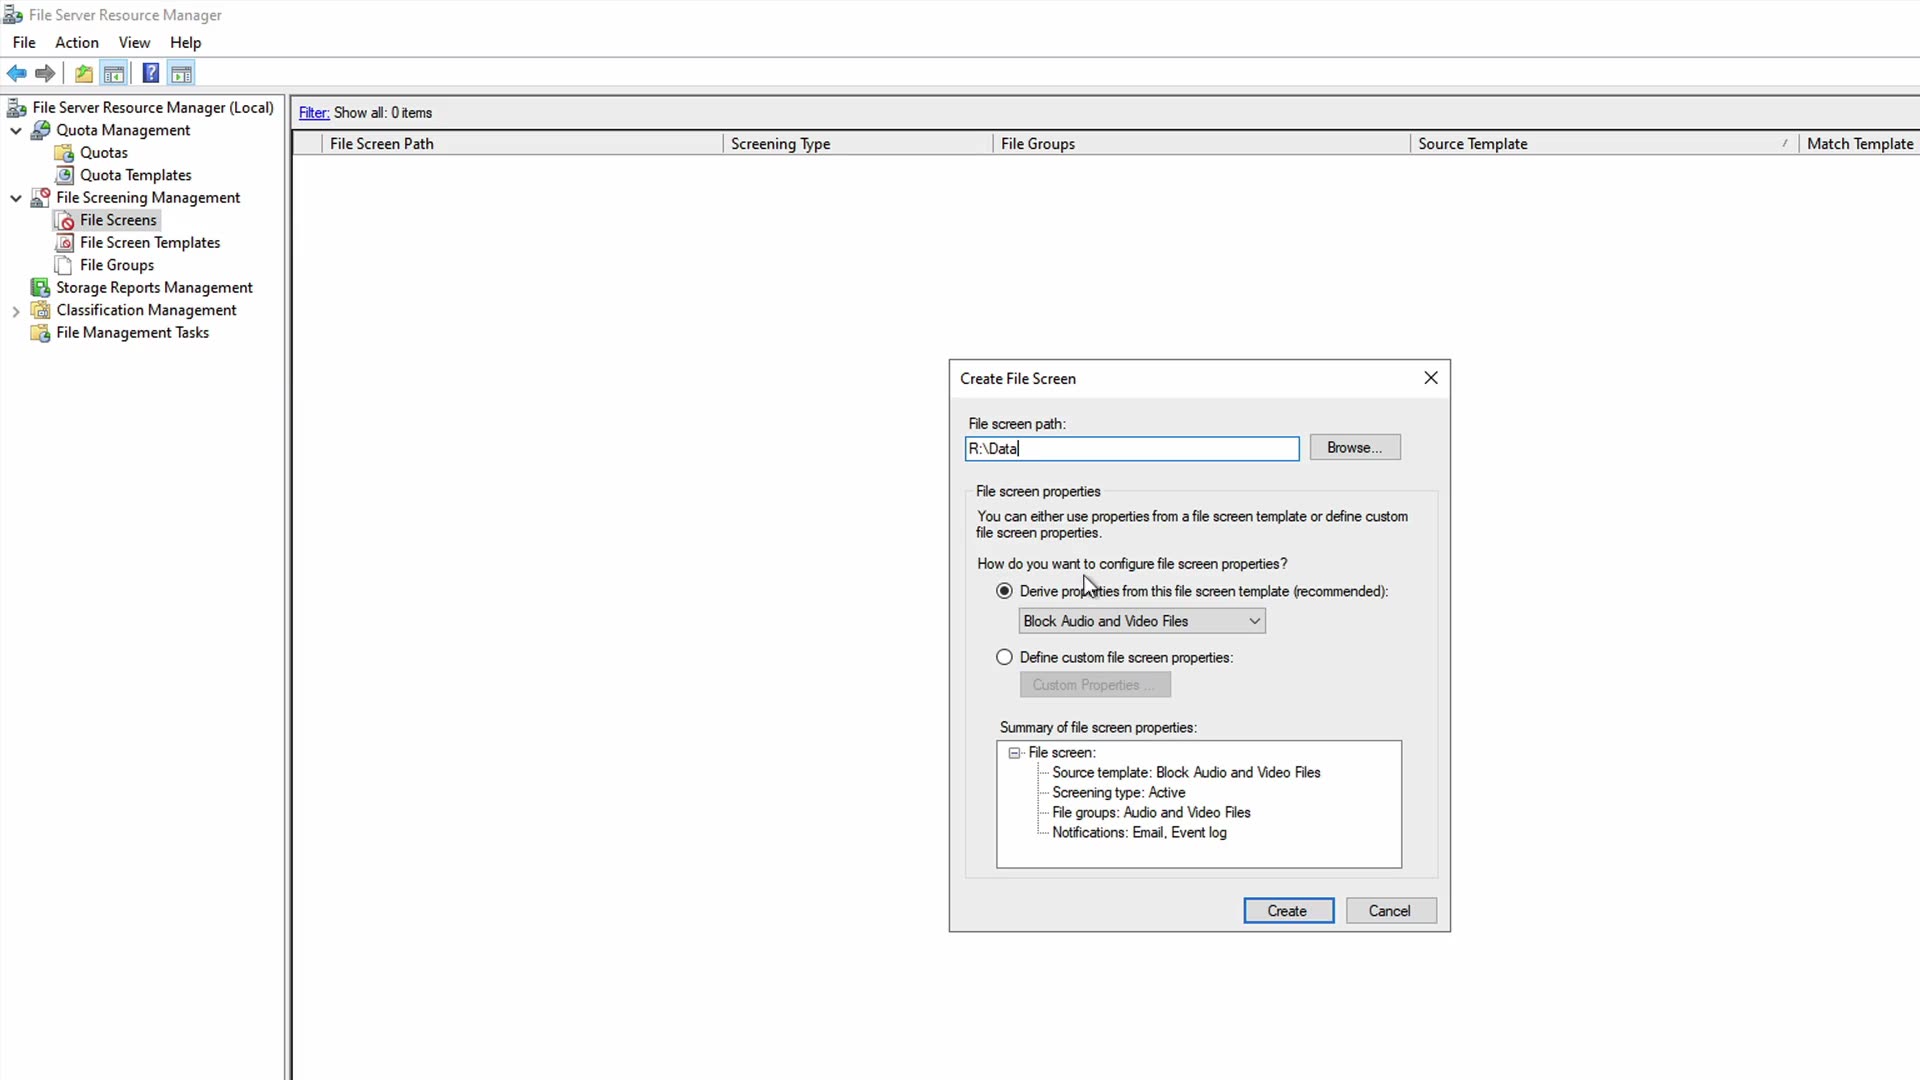 File Server Resource Manager
File Action View Help
File Server Resource Manager (Local)
Quota Management
Quotas
Quota Templates
File Screening Management
File Screens
File Screen Templates
File Groups
Storage Reports Management
Classification Management
File Management Tasks
Filter: Show all: 0 items
File Screen Path Screening Type File Groups Source Template Match Template
Create File Screen
File screen path:
R:\Data
Browse...
File screen properties
You can either use properties from a file screen template or define custom
file screen properties.
How do you want to configure file screen properties?
Derive properties from this file screen template (recommended):
Block Audio and Video Files
Define custom file screen properties:
Custom Properties ...
Summary of file screen properties:
File screen:
Source template: Block Audio and Video Files
Screening type: Active
File groups: Audio and Video Files
Notifications: Email, Event log
Create Cancel